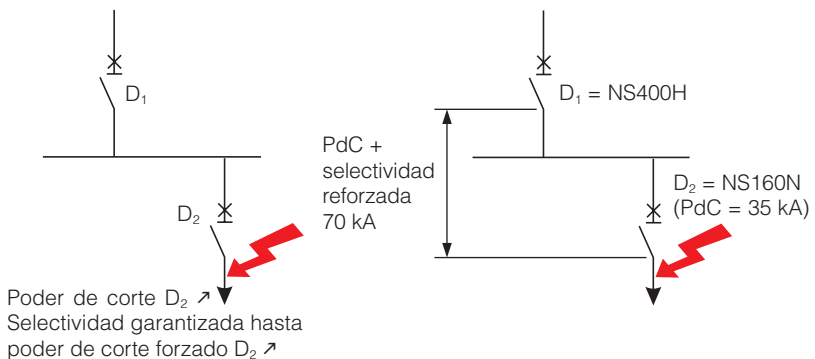 D₁
D₂
Poder de corte D₂ ↗
Selectividad garantizada hasta
poder de corte forzado D₂ ↗
D₁ = NS400H
PdC +
selectividad
reforzada
70 kA
D₂ = NS160N
(PdC = 35 kA)